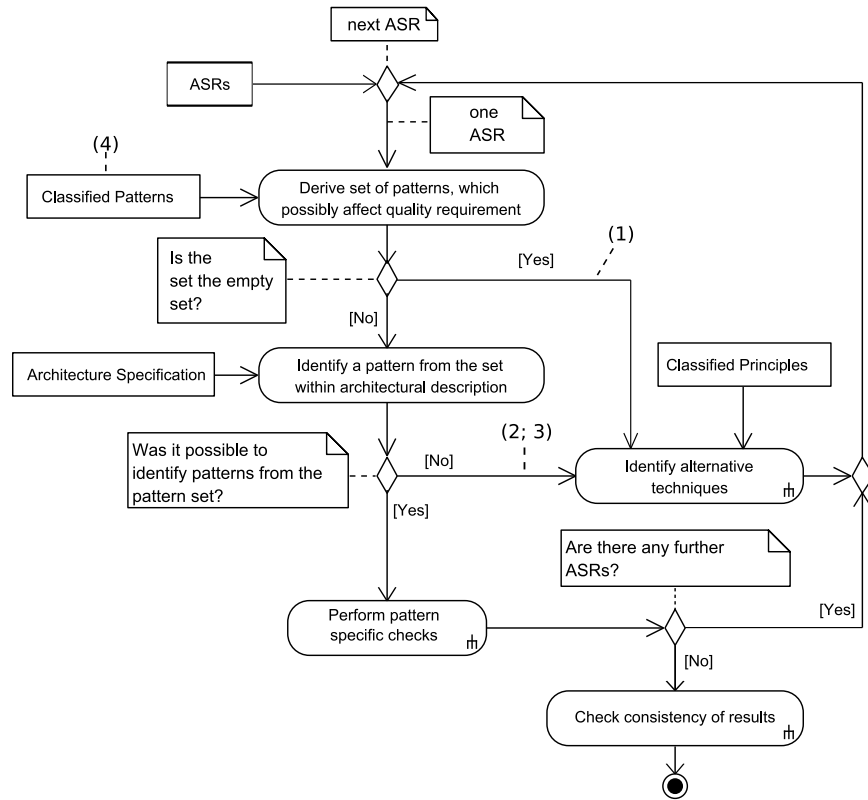 next ASR
ASRs
one
ASR
(4)
Classified Patterns
Derive set of patterns, which
possibly affect quality requirement
Is the
set the empty
set?
[Yes]
(1)
[No]
Architecture Specification
Identify a pattern from the set
within architectural description
Classified Principles
Was it possible to
identify patterns from the
pattern set?
[No]
(2; 3)
Identify alternative
techniques
[Yes]
Are there any further
ASRs?
Perform pattern
specific checks
[Yes]
[No]
Check consistency of results